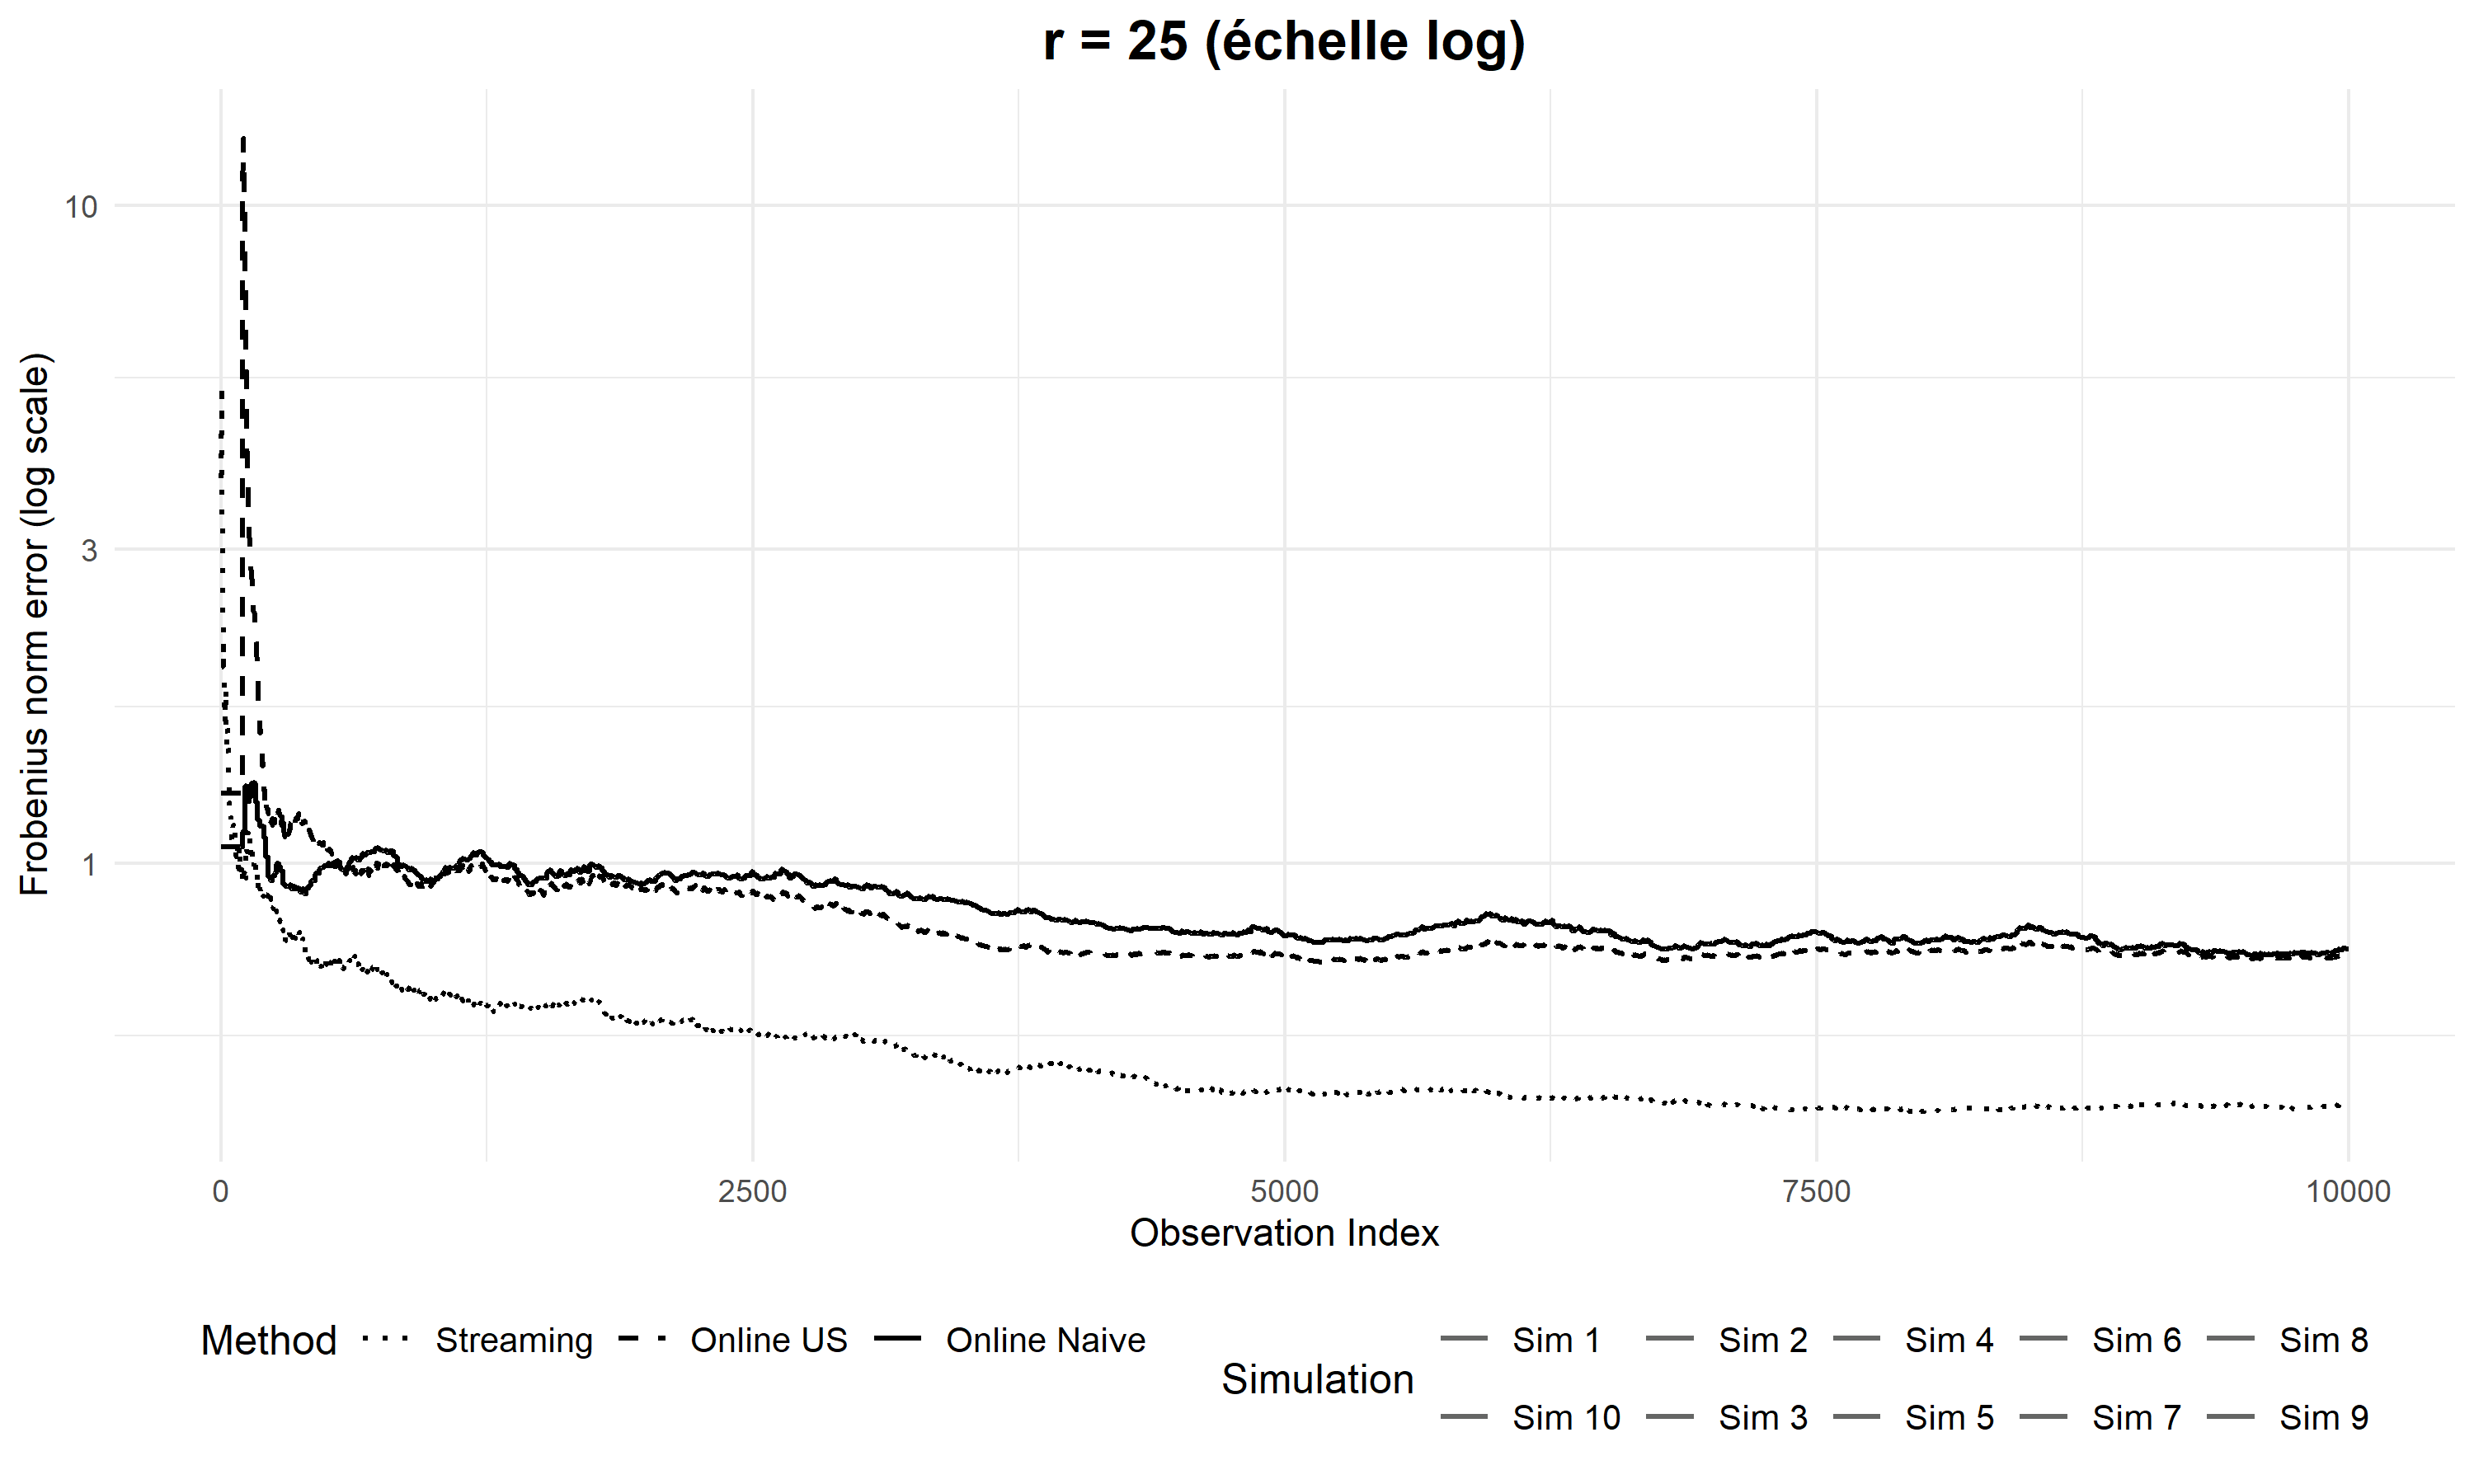 r = 25 (échelle log)
Frobenius norm error (log scale)
10
3
1
0 2500 5000 7500 10000
Observation Index
Method Streaming Online US Online Naive
Simulation
Sim 1 Sim 2 Sim 4 Sim 6 Sim 8
Sim 10 Sim 3 Sim 5 Sim 7 Sim 9